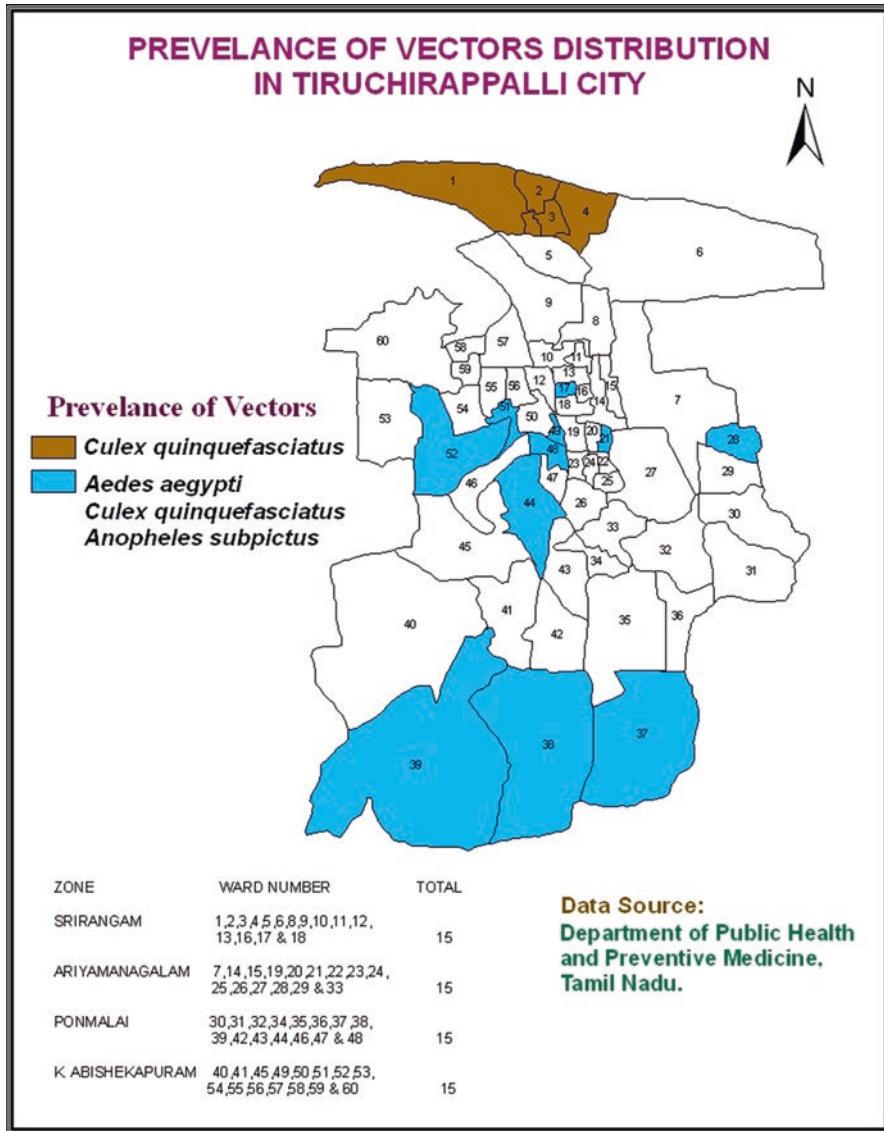 PREVELANCE OF VECTORS DISTRIBUTION
IN TIRUCHIRAPPALLI CITY
N
1
2
3
4
5
6
9
8
60
57
58
10
11
59
13
12
55
56
17
16
15
14
7
18
54
51
53
50
49
19
20
21
28
52
48
23
24
22
27
29
46
47
25
44
26
30
33
45
32
34
43
31
41
40
35
36
42
37
38
39
Prevelance of Vectors
Culex quinquefasciatus
Aedes aegypti
Culex quinquefasciatus
Anopheles subpictus
ZONE WARD NUMBER TOTAL
SRIRANGAM 1,2,3,4,5,6,8,9,10,11,12,
13,16,17 & 18 15
ARIYAMANAGALAM 7,14,15,19,20,21,22,23,24,
25,26,27,28,29 & 33 15
PONMALAI 30,31,32,34,35,36,37,38,
39,42,43,44,46,47 & 48 15
K. ABISHEKAPURAM 40,41,45,49,50,51,52,53,
54,55,56,57,58,59 & 60 15
Data Source:
Department of Public Health
and Preventive Medicine,
Tamil Nadu.